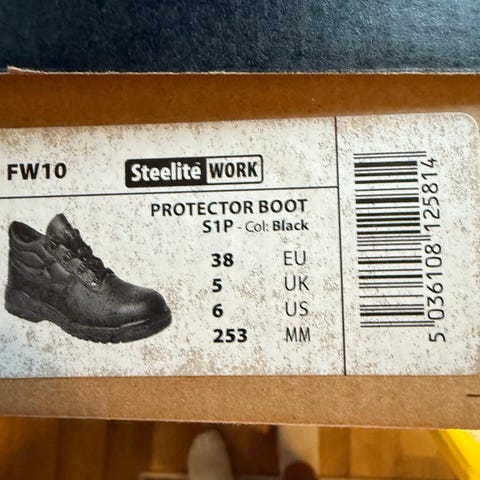 FW10
Steelite WORK
PROTECTOR BOOT
S1P - Col: Black
38 EU
5 UK
6 US
253 MM
5 036108 125814